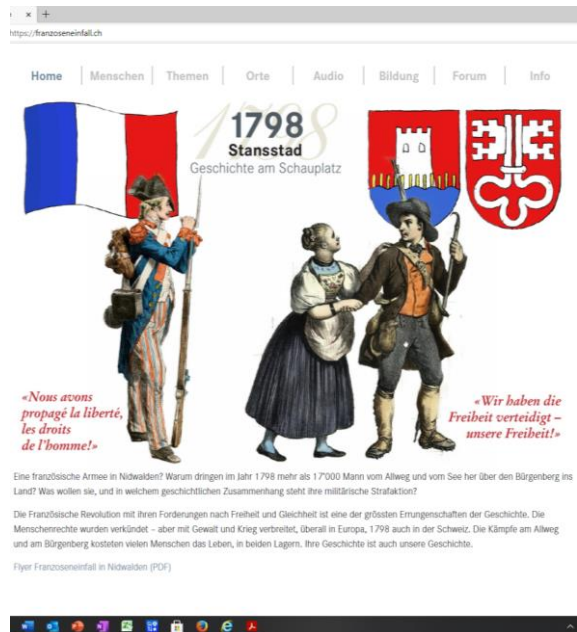 https://franzoseneinfall.ch
Home Menschen Themen Orte Audio Bildung Forum Info
1798
1798
Stansstad
Geschichte am Schauplatz
«Nous avons
propagé la liberté,
les droits
de l'homme!»
«Wir haben die
Freiheit verteidigt –
unsere Freiheit!»
Eine französische Armee in Nidwalden? Warum dringen im Jahr 1798 mehr als 17'000 Mann vom Allweg und vom See her über den Bürgenberg ins
Land? Was wollen sie, und in welchem geschichtlichen Zusammenhang steht ihre militärische Strafaktion?
Die Französische Revolution mit ihren Forderungen nach Freiheit und Gleichheit ist eine der grössten Errungenschaften der Geschichte. Die
Menschenrechte wurden verkündet – aber mit Gewalt und Krieg verbreitet, überall in Europa, 1798 auch in der Schweiz. Die Kämpfe am Allweg
und am Bürgenberg kosteten vielen Menschen das Leben, in beiden Lagern. Ihre Geschichte ist auch unsere Geschichte.
Flyer Franzoseneinfall in Nidwalden (PDF)